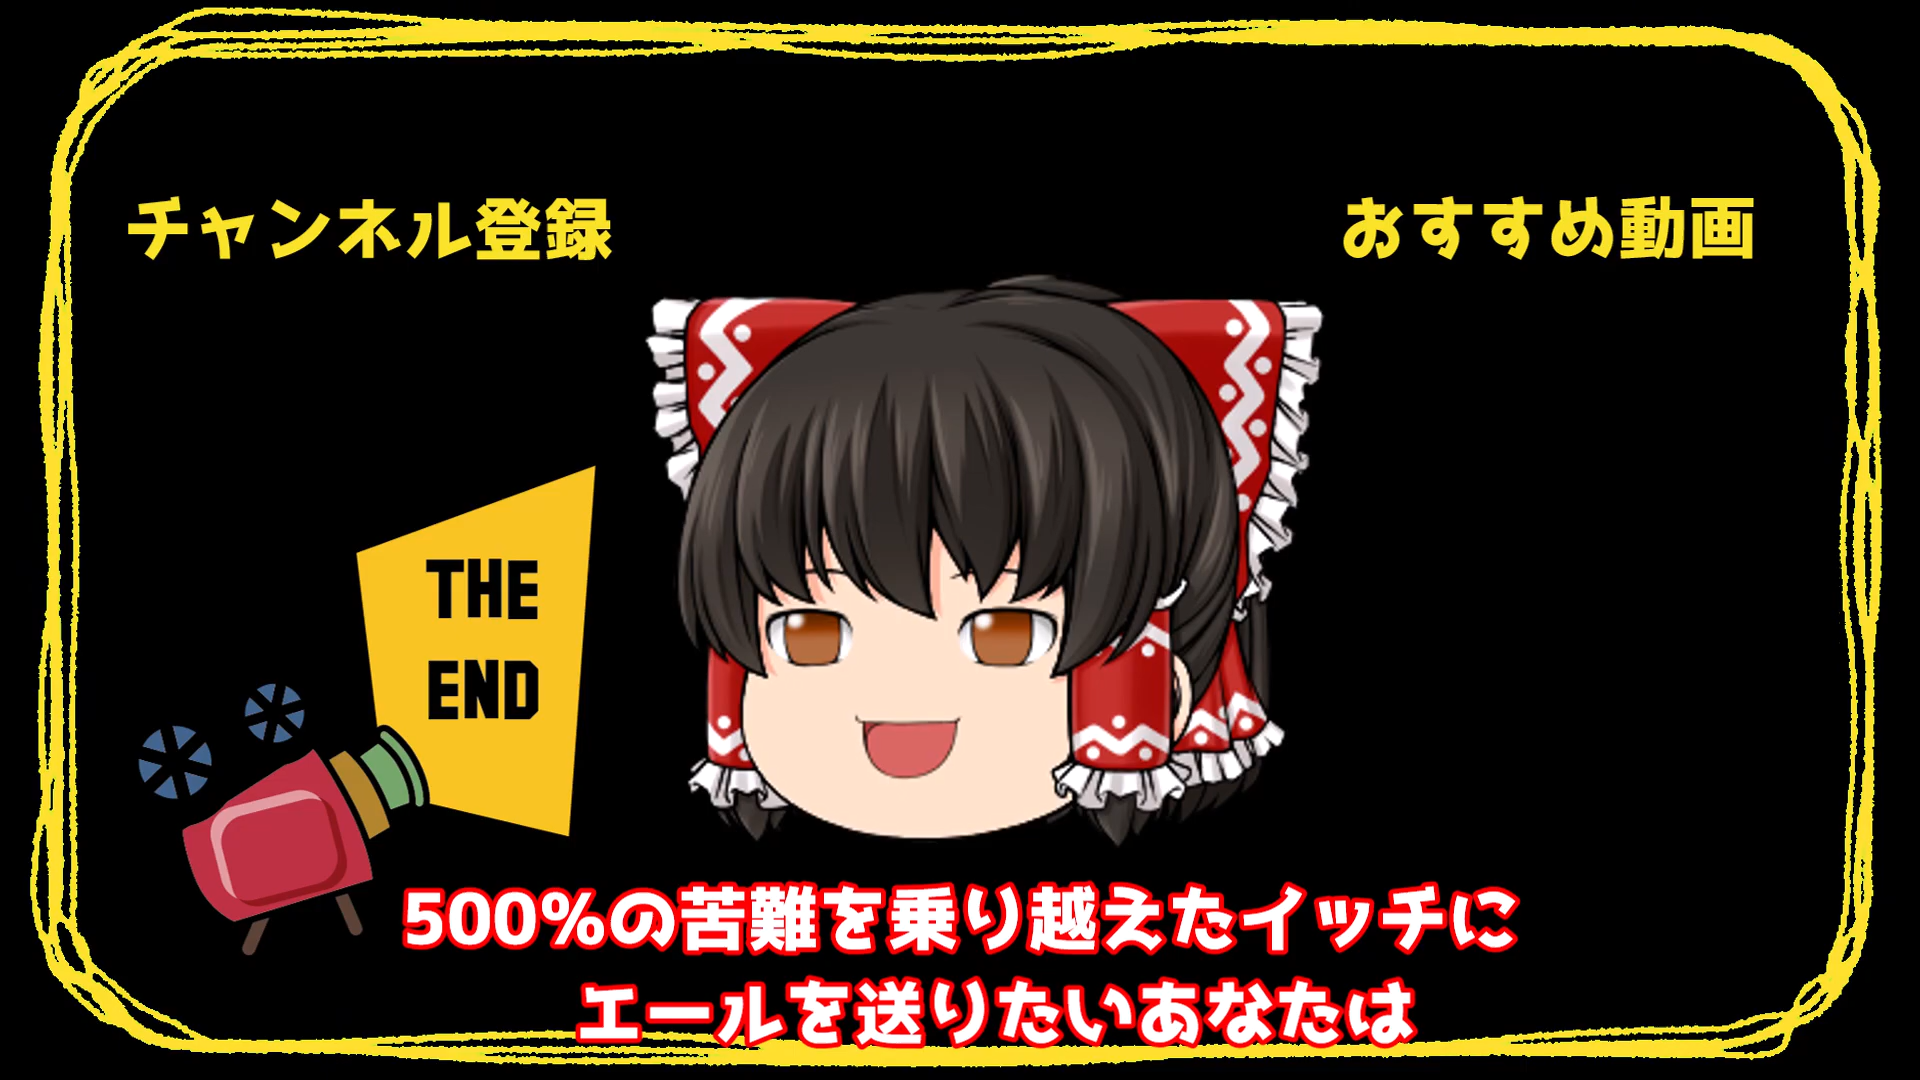 チャンネル登録
おすすめ動画
THE
END
500%の苦難を乗り越えたイッチに
エールを送りたいあなたは